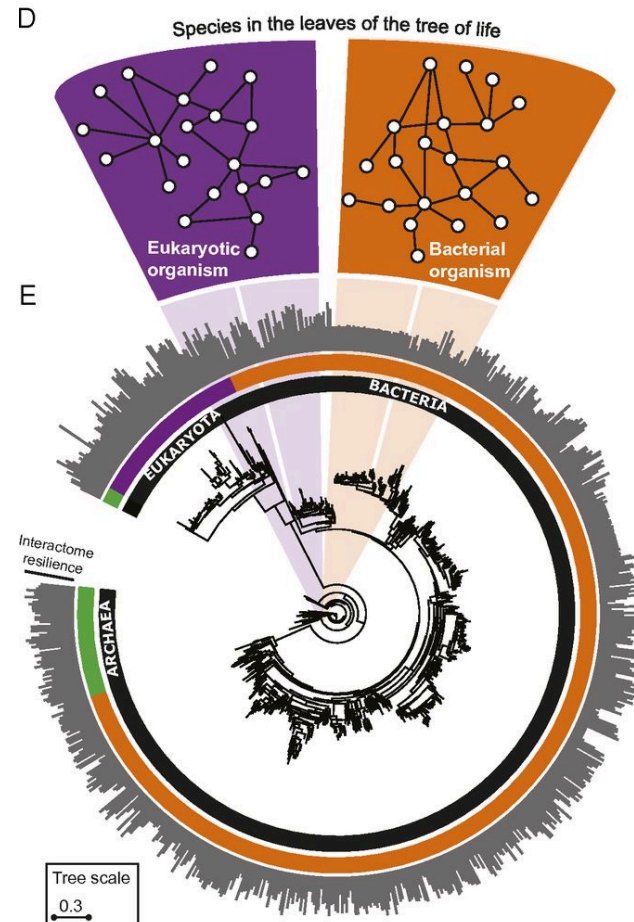 D
Species in the leaves of the tree of life
Eukaryotic
organism
Bacterial
organism
E
BACTERIA
EUKARYOTA
Interactome
resilience
ARCHAEA
Tree scale
0.3